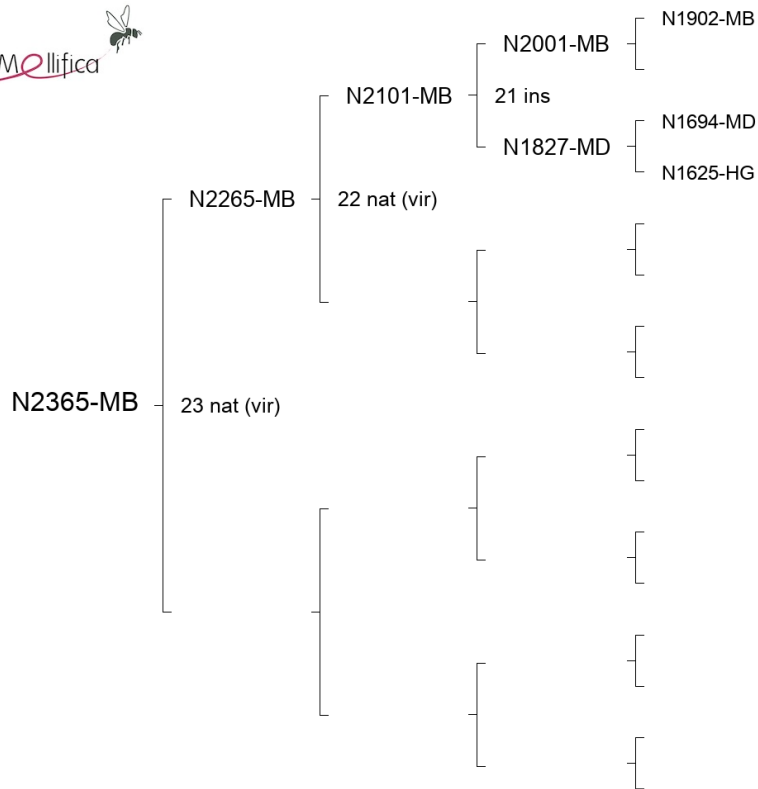 Mellifica
N1902-MB
N2001-MB
N2101-MB
21 ins
N1694-MD
N1827-MD
N1625-HG
N2265-MB
22 nat (vir)
N2365-MB
23 nat (vir)